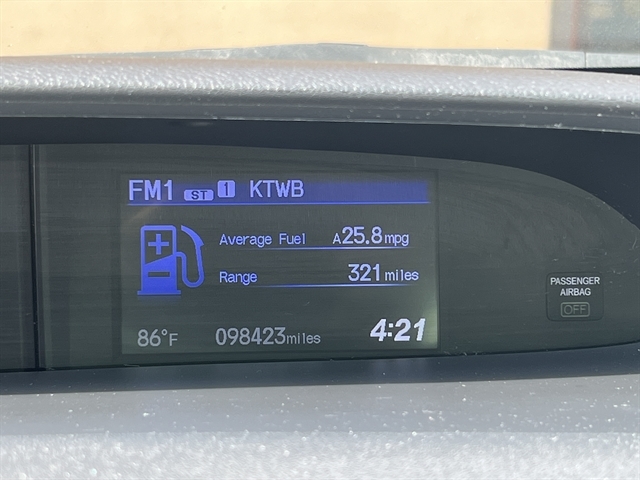 FM1 ST 1 KTWB
Average Fuel A25.8mpg
Range 321miles
86°F 098423miles 4:21
PASSENGER
AIRBAG
OFF